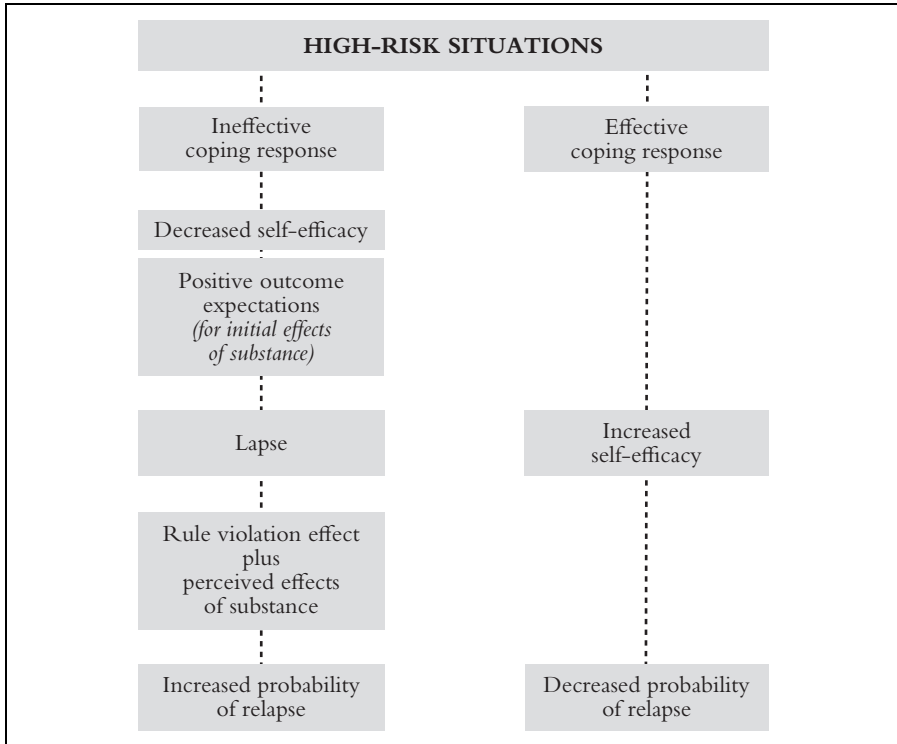 HIGH-RISK SITUATIONS
Ineffective
coping response
Decreased self-efficacy
Positive outcome
expectations
(for initial effects
of substance)
Lapse
Rule violation effect
plus
perceived effects
of substance
Increased probability
of relapse
Effective
coping response
Increased
self-efficacy
Decreased probability
of relapse